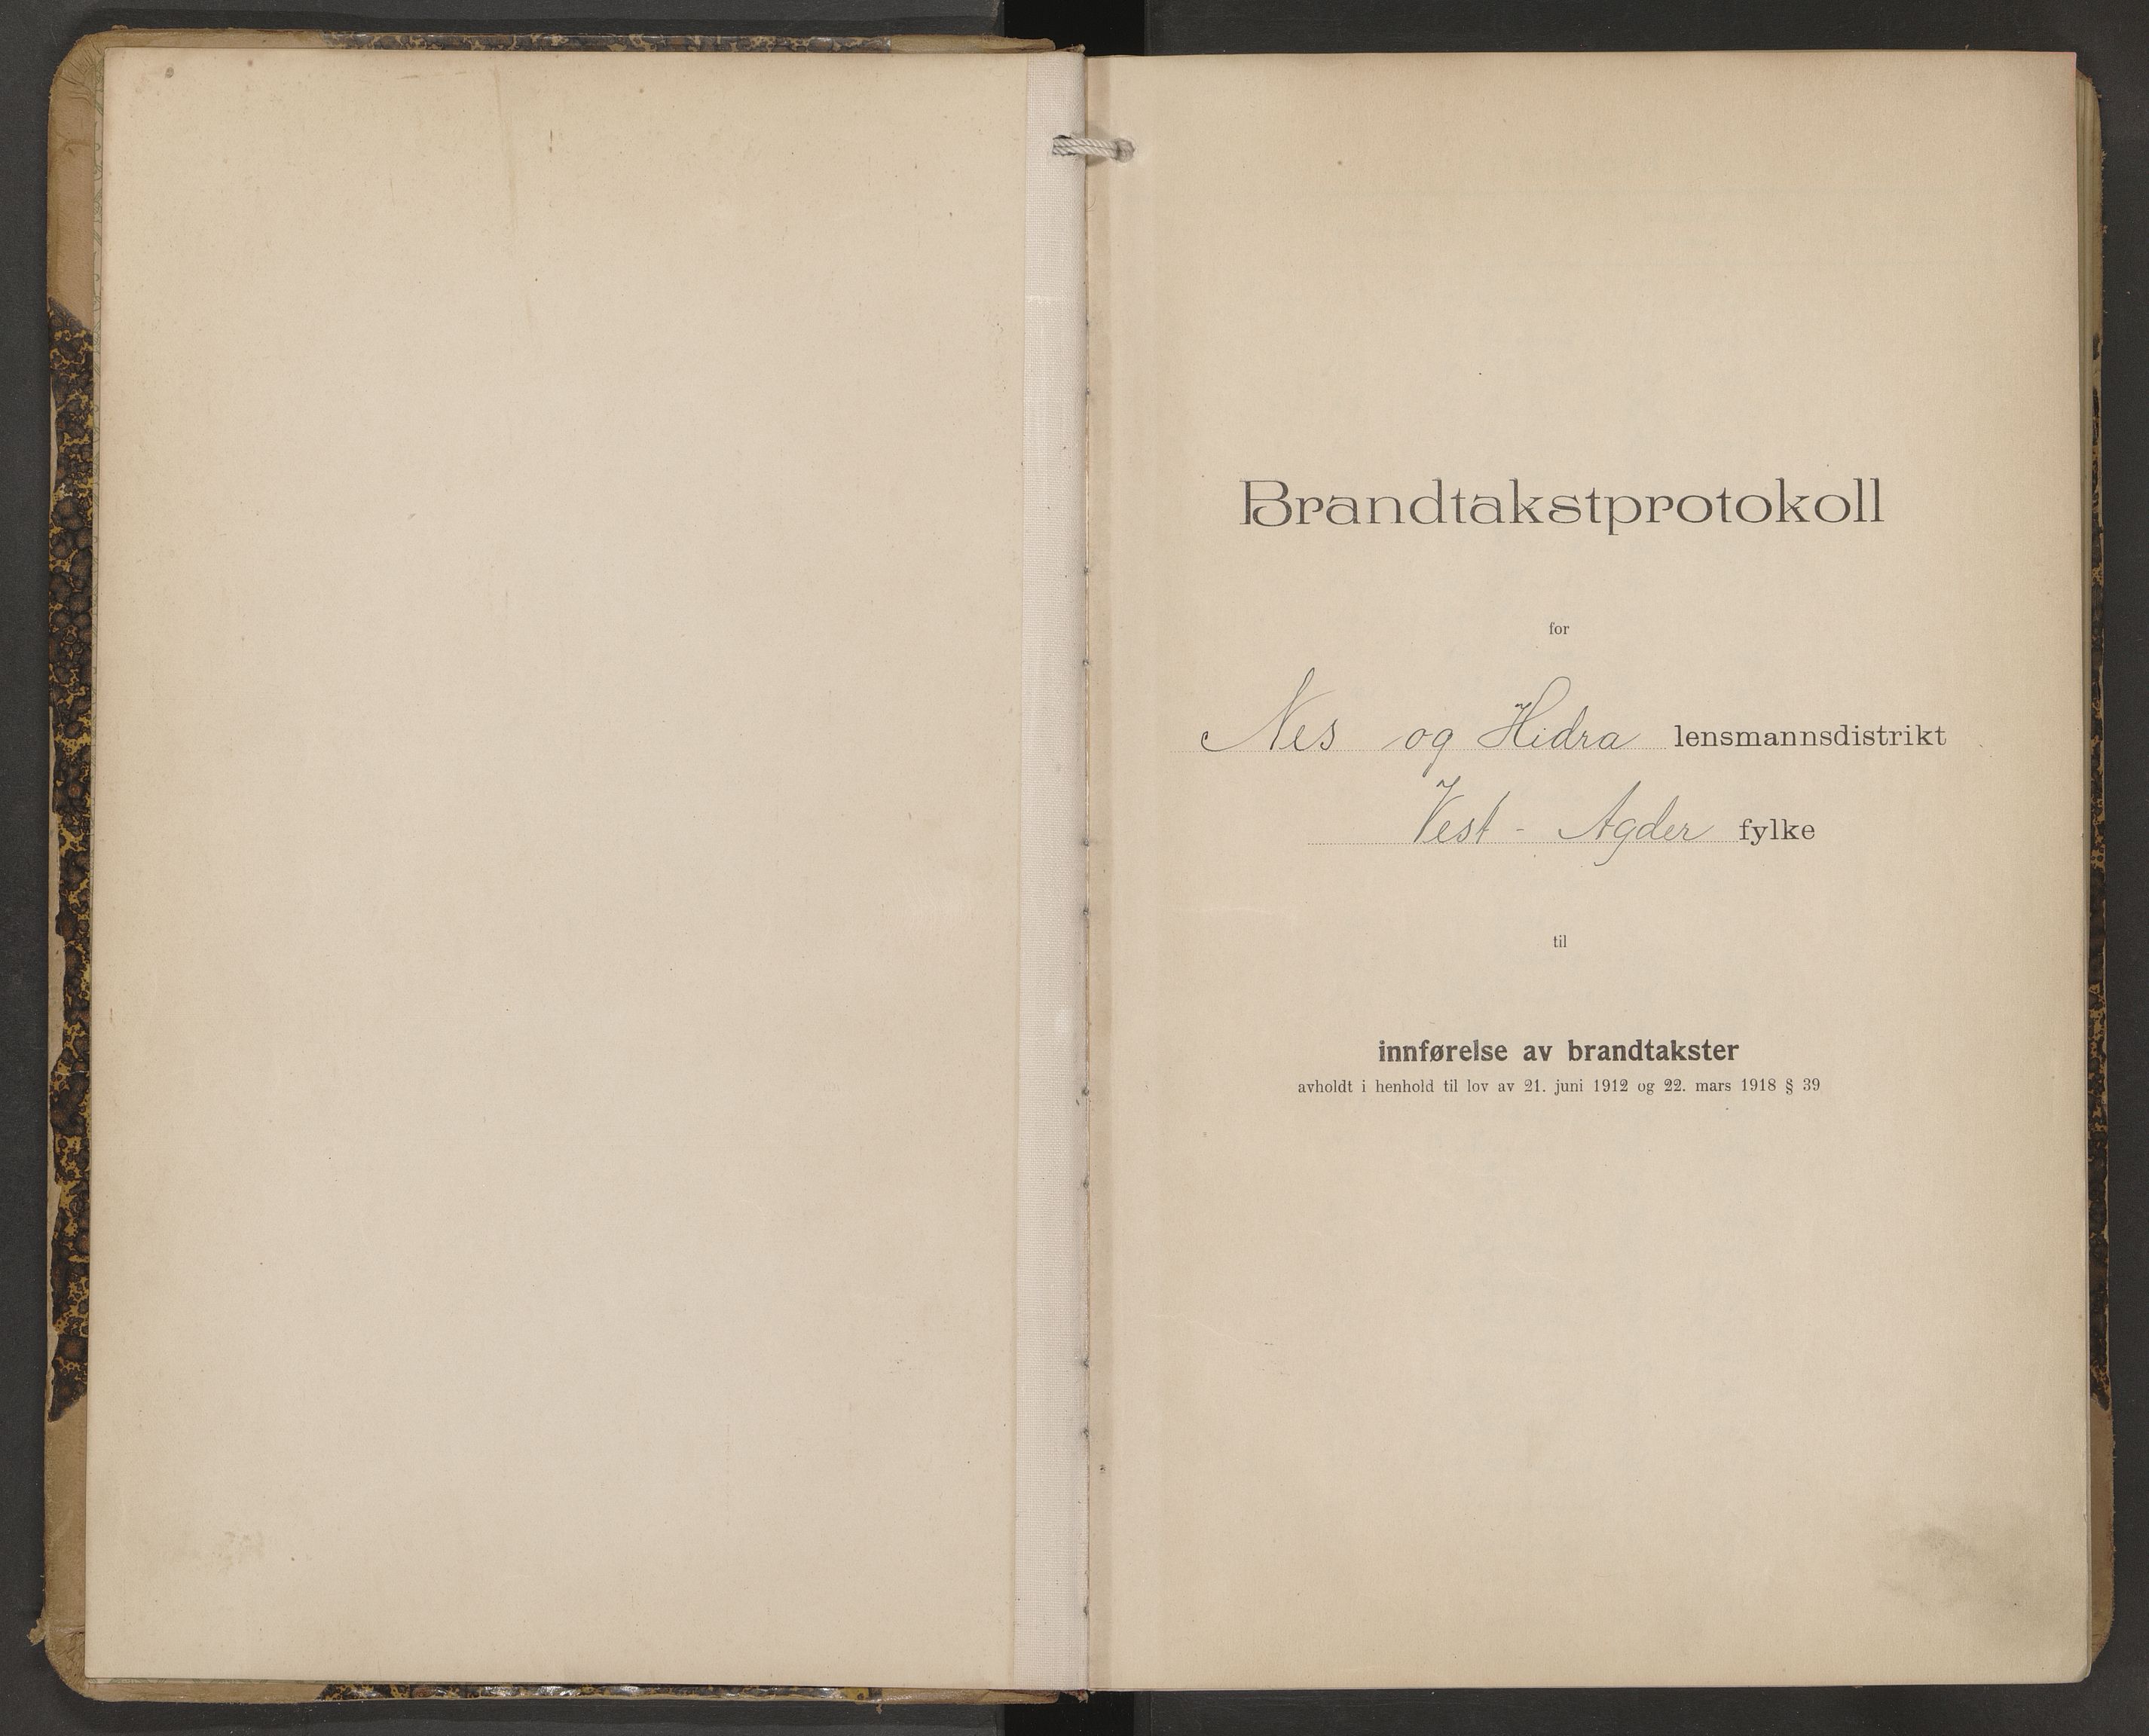 Brandtakstprotokoll
for
Nes og Hidra lensmannsdistrikt
Vest - Agder fylke
til
innførelse av brandtakster
avholdt i henhold til lov av 21. juni 1912 og 22. mars 1918 § 39